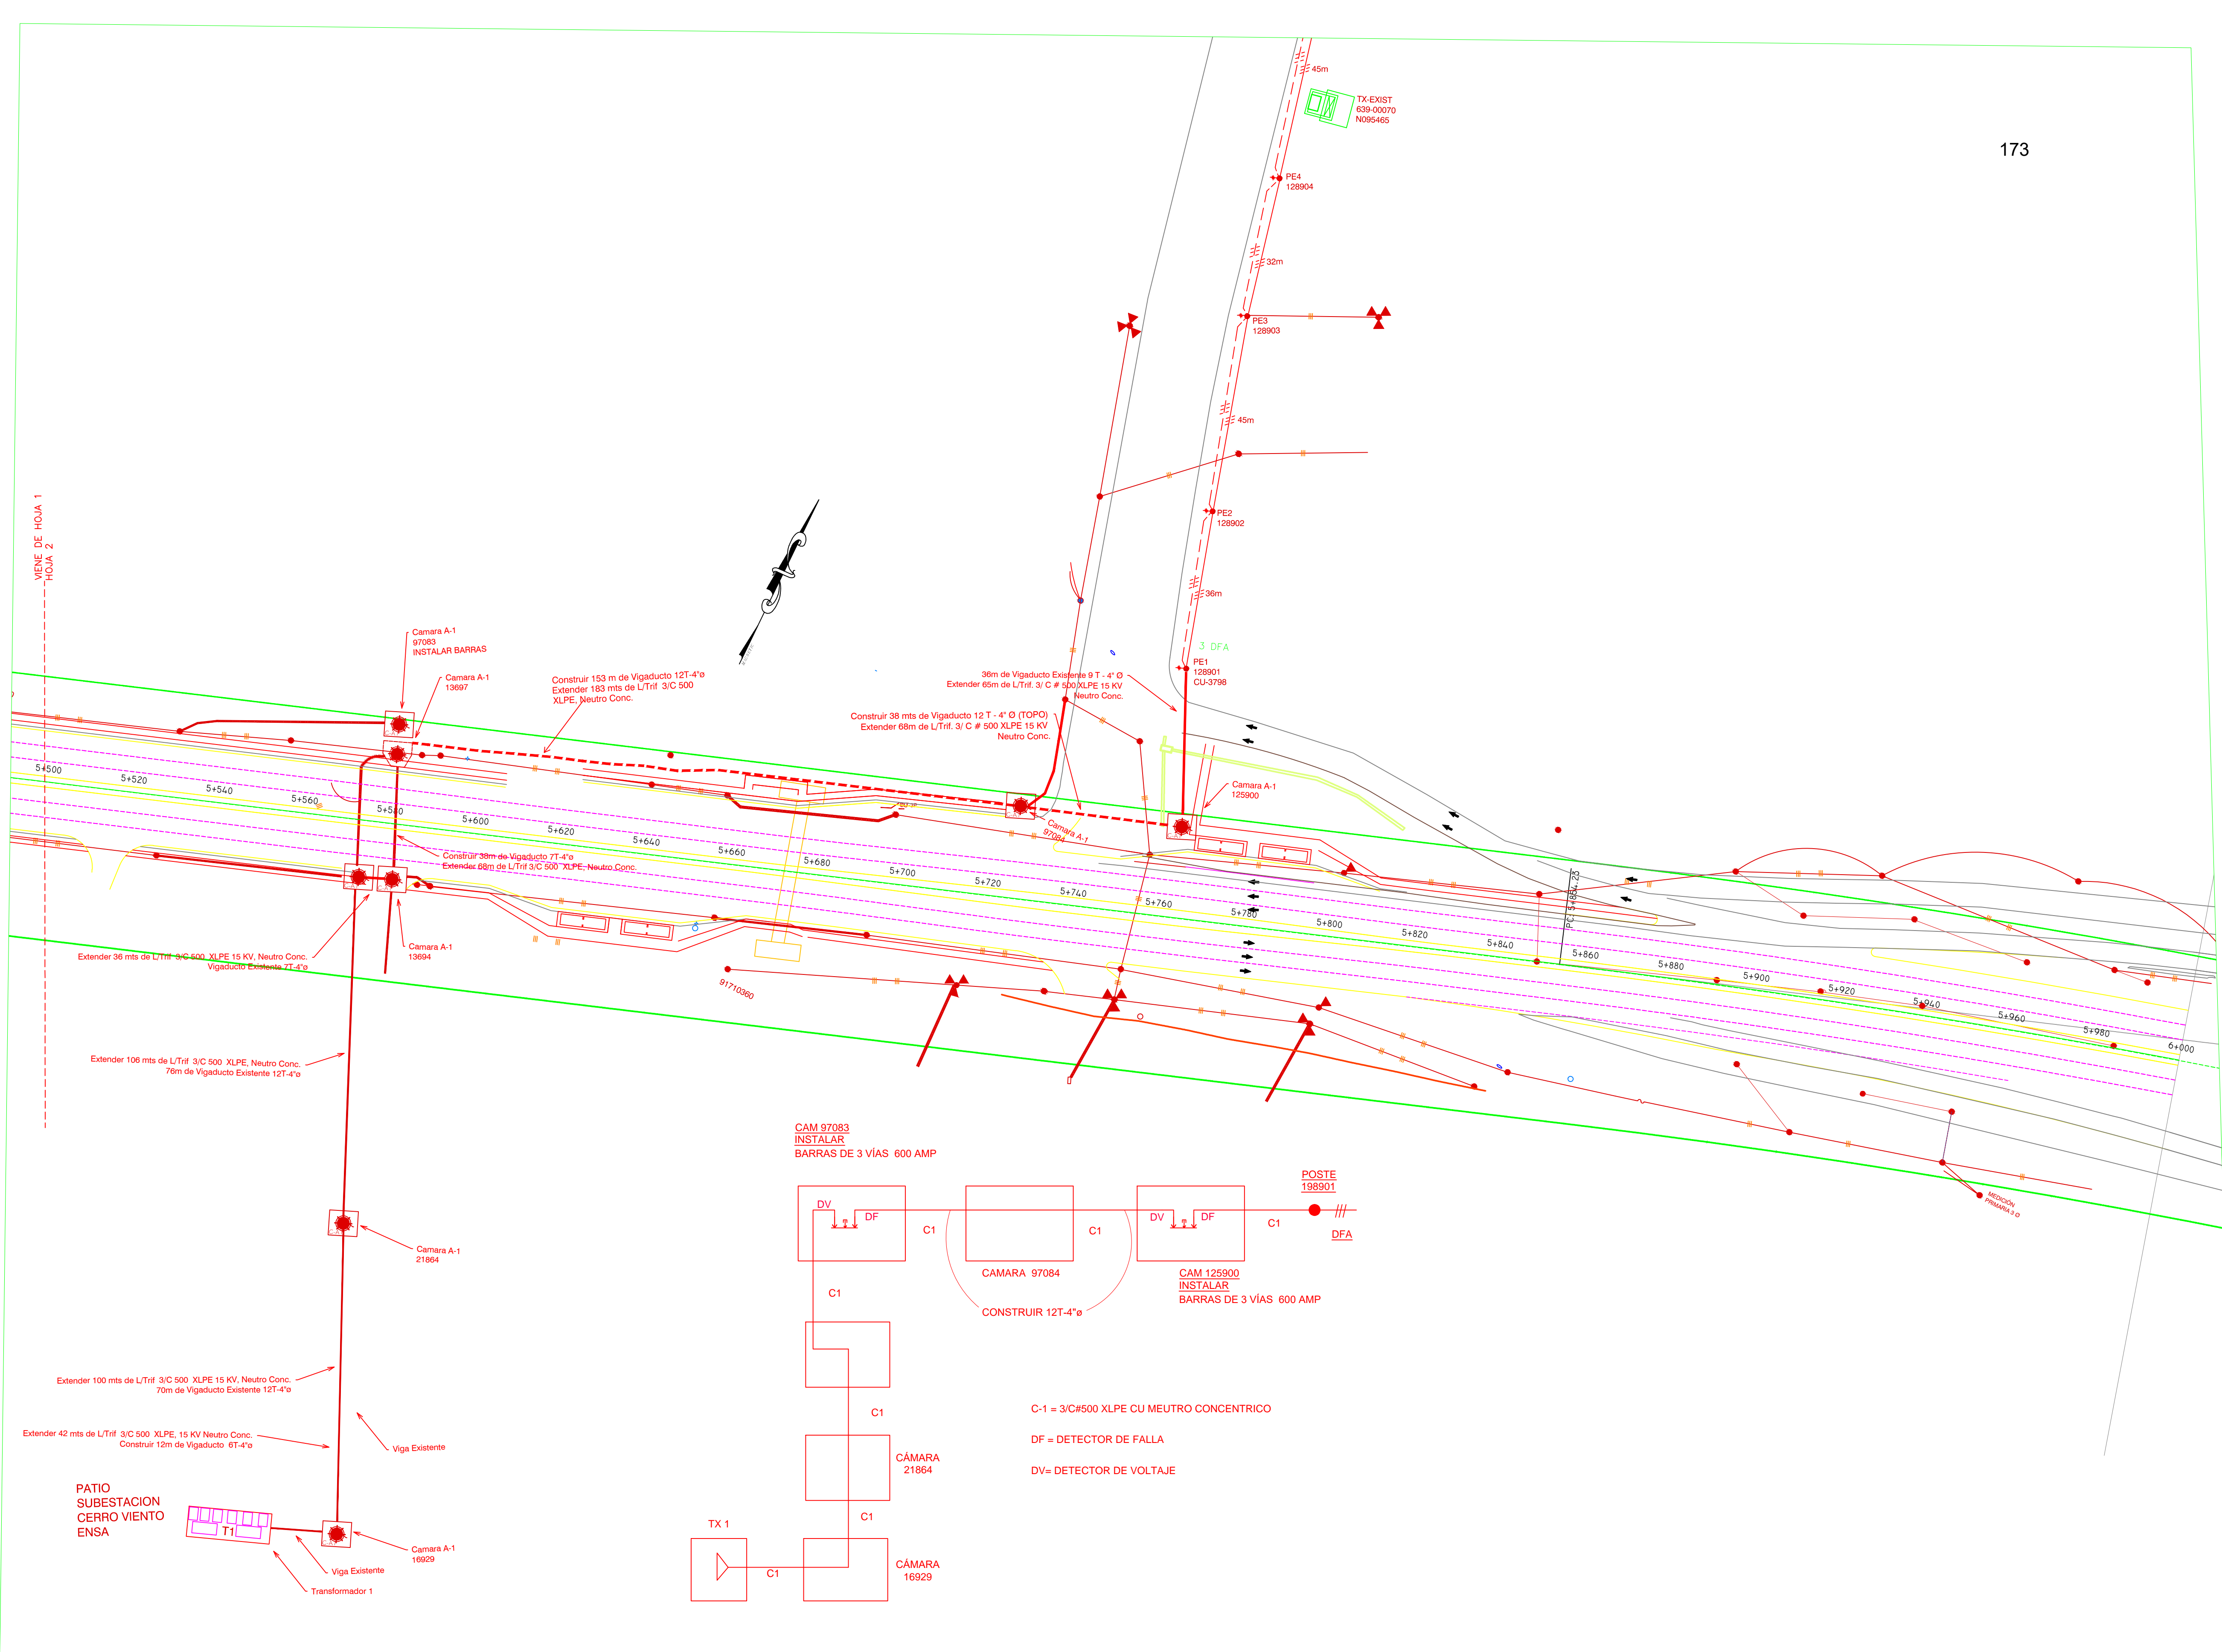 45m
TX-EXIST
639-00070
N095465
173
PE4
128904
32m
PE3
128903
45m
PE2
128902
36m
VIENE DE HOJA 1
HOJA 2
3 DFA
PE1
128901
CU-3798
Camara A-1
97083
INSTALAR BARRAS
Camara A-1
13697
Construir 153 m de Vigaducto 12T-4"ø
Extender 183 mts de L/Trif 3/C 500
XLPE, Neutro Conc.
36m de Vigaducto Existente 9 T - 4" Ø
Extender 65m de L/Trif. 3/ C # 500 XLPE 15 KV
Neutro Conc.
Construir 38 mts de Vigaducto 12 T - 4" Ø (TOPO)
Extender 68m de L/Trif. 3/ C # 500 XLPE 15 KV
Neutro Conc.
Camara A-1
125900
Camara A-1
97084
5+500
5+520
5+540
5+560
5+580
5+600
5+620
5+640
5+660
5+680
5+700
5+720
5+740
5+760
5+780
5+800
5+820
5+840
5+860
5+880
5+900
5+920
5+940
5+960
5+980
6+000
PC: 5+854.23
Construir 38m de Vigaducto 7T-4"ø
Extender 68m de L/Trif 3/C 500 XLPE, Neutro Conc.
Camara A-1
13694
Extender 36 mts de L/Trif 3/C 500 XLPE 15 KV, Neutro Conc.
Vigaducto Existente 7T-4"ø
91710360
Extender 106 mts de L/Trif 3/C 500 XLPE, Neutro Conc.
76m de Vigaducto Existente 12T-4"ø
MEDICIÓN
PRIMARIA 3 O
Camara A-1
21864
Extender 100 mts de L/Trif 3/C 500 XLPE 15 KV, Neutro Conc.
70m de Vigaducto Existente 12T-4"ø
Extender 42 mts de L/Trif 3/C 500 XLPE, 15 KV Neutro Conc.
Construir 12m de Vigaducto 6T-4"ø
Viga Existente
PATIO
SUBESTACION
CERRO VIENTO
ENSA
T1
Camara A-1
16929
Viga Existente
Transformador 1
CAM 97083
INSTALAR
BARRAS DE 3 VÍAS 600 AMP
POSTE
198901
DV
DF
C1
C1
DV
DF
C1
DFA
CAMARA 97084
CAM 125900
INSTALAR
BARRAS DE 3 VÍAS 600 AMP
CONSTRUIR 12T-4"ø
C1
C1
CÁMARA
21864
C1
TX 1
C1
CÁMARA
16929
C-1 = 3/C#500 XLPE CU MEUTRO CONCENTRICO
DF = DETECTOR DE FALLA
DV= DETECTOR DE VOLTAJE